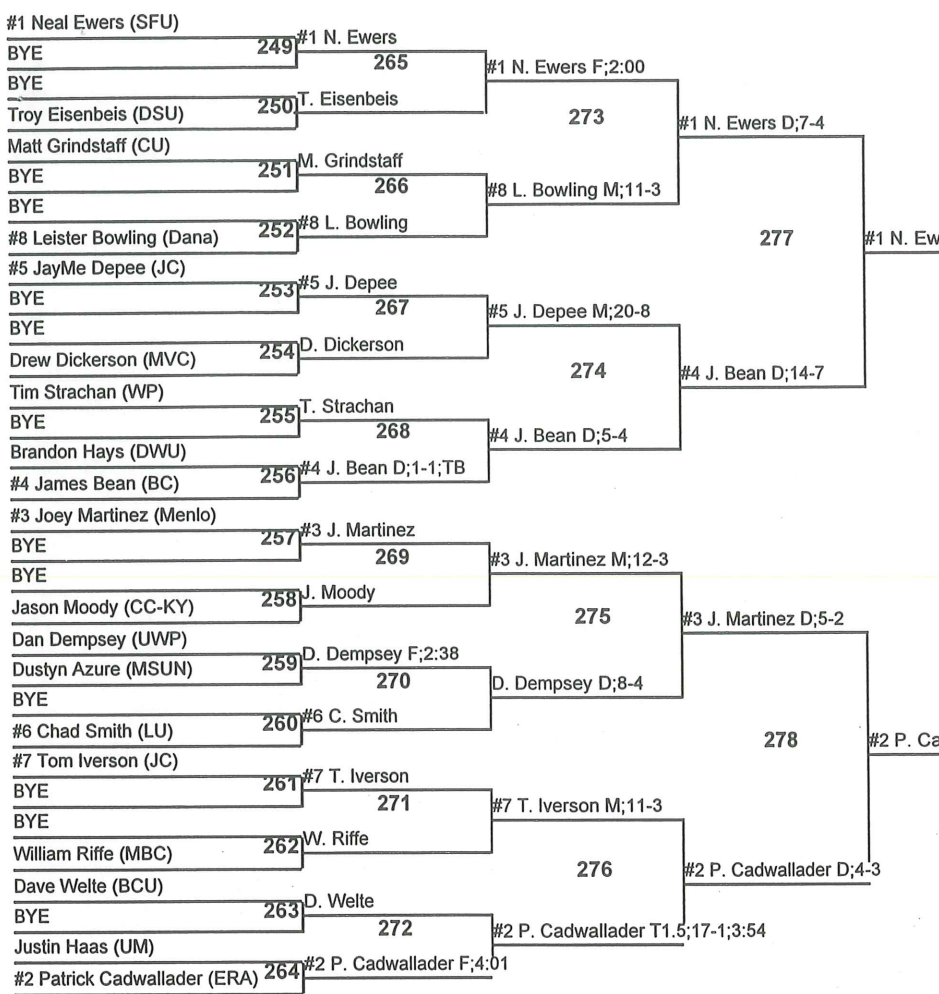 #1 Neal Ewers (SFU)
BYE
249
#1 N. Ewers
265
BYE
Troy Eisenbeis (DSU)
250
T. Eisenbeis
#1 N. Ewers F;2:00
273
Matt Grindstaff (CU)
BYE
251
M. Grindstaff
266
BYE
#8 Leister Bowling (Dana)
252
#8 L. Bowling
#8 L. Bowling M;11-3
#1 N. Ewers D;7-4
277
#5 JayMe Depee (JC)
BYE
253
#5 J. Depee
267
BYE
Drew Dickerson (MVC)
254
D. Dickerson
#5 J. Depee M;20-8
274
Tim Strachan (WP)
BYE
255
T. Strachan
268
Brandon Hays (DWU)
#4 James Bean (BC)
256
#4 J. Bean D;1-1;TB
#4 J. Bean D;5-4
#4 J. Bean D;14-7
#1 N. Ew
#3 Joey Martinez (Menlo)
BYE
257
#3 J. Martinez
269
BYE
Jason Moody (CC-KY)
258
J. Moody
#3 J. Martinez M;12-3
275
Dan Dempsey (UWP)
Dustyn Azure (MSUN)
259
D. Dempsey F;2:38
270
BYE
#6 Chad Smith (LU)
260
#6 C. Smith
D. Dempsey D;8-4
#3 J. Martinez D;5-2
278
#7 Tom Iverson (JC)
BYE
261
#7 T. Iverson
271
BYE
William Riffe (MBC)
262
W. Riffe
#7 T. Iverson M;11-3
276
Dave Welte (BCU)
BYE
263
D. Welte
272
Justin Haas (UM)
#2 Patrick Cadwallader (ERA)
264
#2 P. Cadwallader F;4:01
#2 P. Cadwallader T1.5;17-1;3:54
#2 P. Cadwallader D;4-3
#2 P. Ca